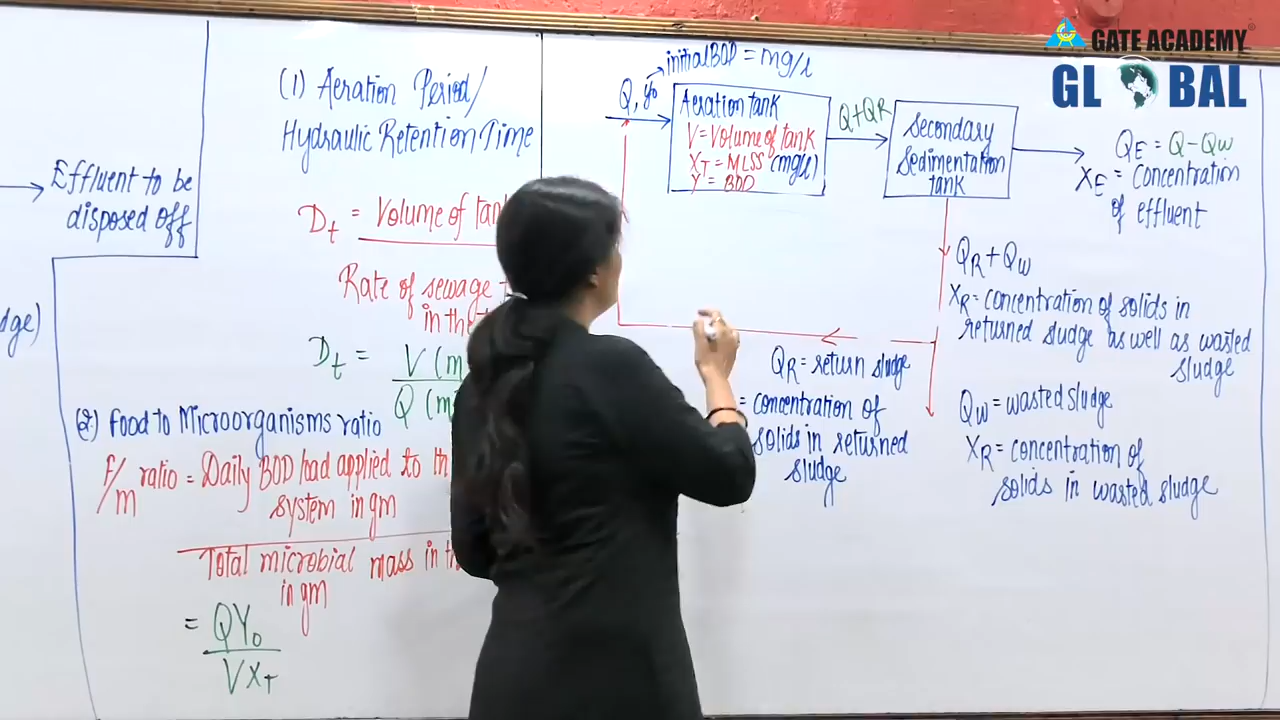 GATE ACADEMY
GLOBAL
Effluent to be
disposed off
dge)
(1) Aeration Period/
Hydraulic Retention Time
Dt = Volume of tan
Rate of sewage
in the
Dt = V (m
Q (m
(2.) Food to Microorganisms ratio
f/m ratio = Daily BOD load applied to th
system in gm
Total microbial mass in th
in gm
= QY0
VXT
initial BOD = mg/l
Q, y0
Aeration tank
V = Volume of tank
XT = MLSS (mg/l)
Y = BOD
Q+QR
Secondary
Sedimentation
tank
QE = Q - Qw
XE = Concentration
of effluent
QR + Qw
XR = concentration of solids in
returned sludge as well as wasted
sludge
QR = return sludge
= concentration of
solids in returned
sludge
Qw = wasted sludge
XR = concentration of
solids in wasted sludge